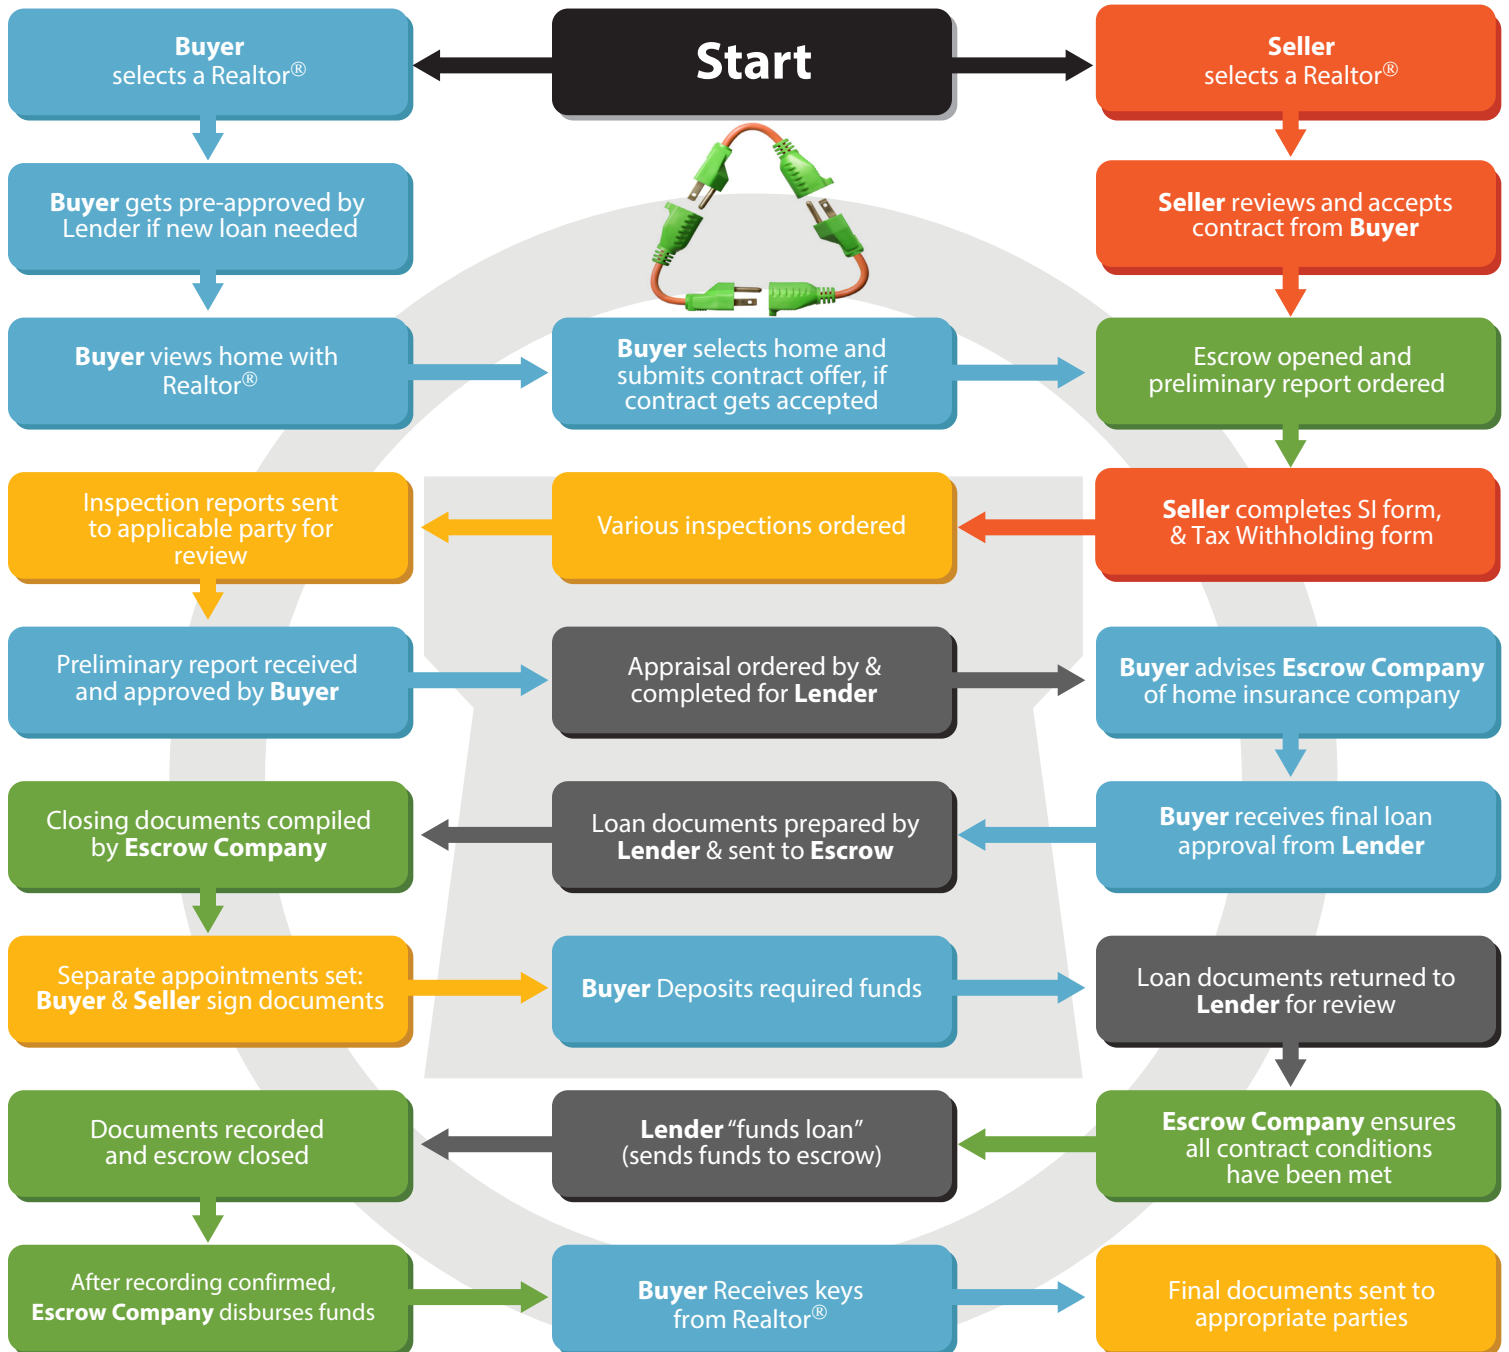 Buyer
selects a Realtor®
Start
Seller
selects a Realtor®
Buyer gets pre-approved by
Lender if new loan needed
Seller reviews and accepts
contract from Buyer
Buyer views home with
Realtor®
Buyer selects home and
submits contract offer, if
contract gets accepted
Escrow opened and
preliminary report ordered
Inspection reports sent
to applicable party for
review
Various inspections ordered
Seller completes SI form,
& Tax Withholding form
Preliminary report received
and approved by Buyer
Appraisal ordered by &
completed for Lender
Buyer advises Escrow Company
of home insurance company
Closing documents compiled
by Escrow Company
Loan documents prepared by
Lender & sent to Escrow
Buyer receives final loan
approval from Lender
Separate appointments set:
Buyer & Seller sign documents
Buyer Deposits required funds
Loan documents returned to
Lender for review
Documents recorded
and escrow closed
Lender “funds loan”
(sends funds to escrow)
Escrow Company ensures
all contract conditions
have been met
After recording confirmed,
Escrow Company disburses funds
Buyer Receives keys
from Realtor®
Final documents sent to
appropriate parties